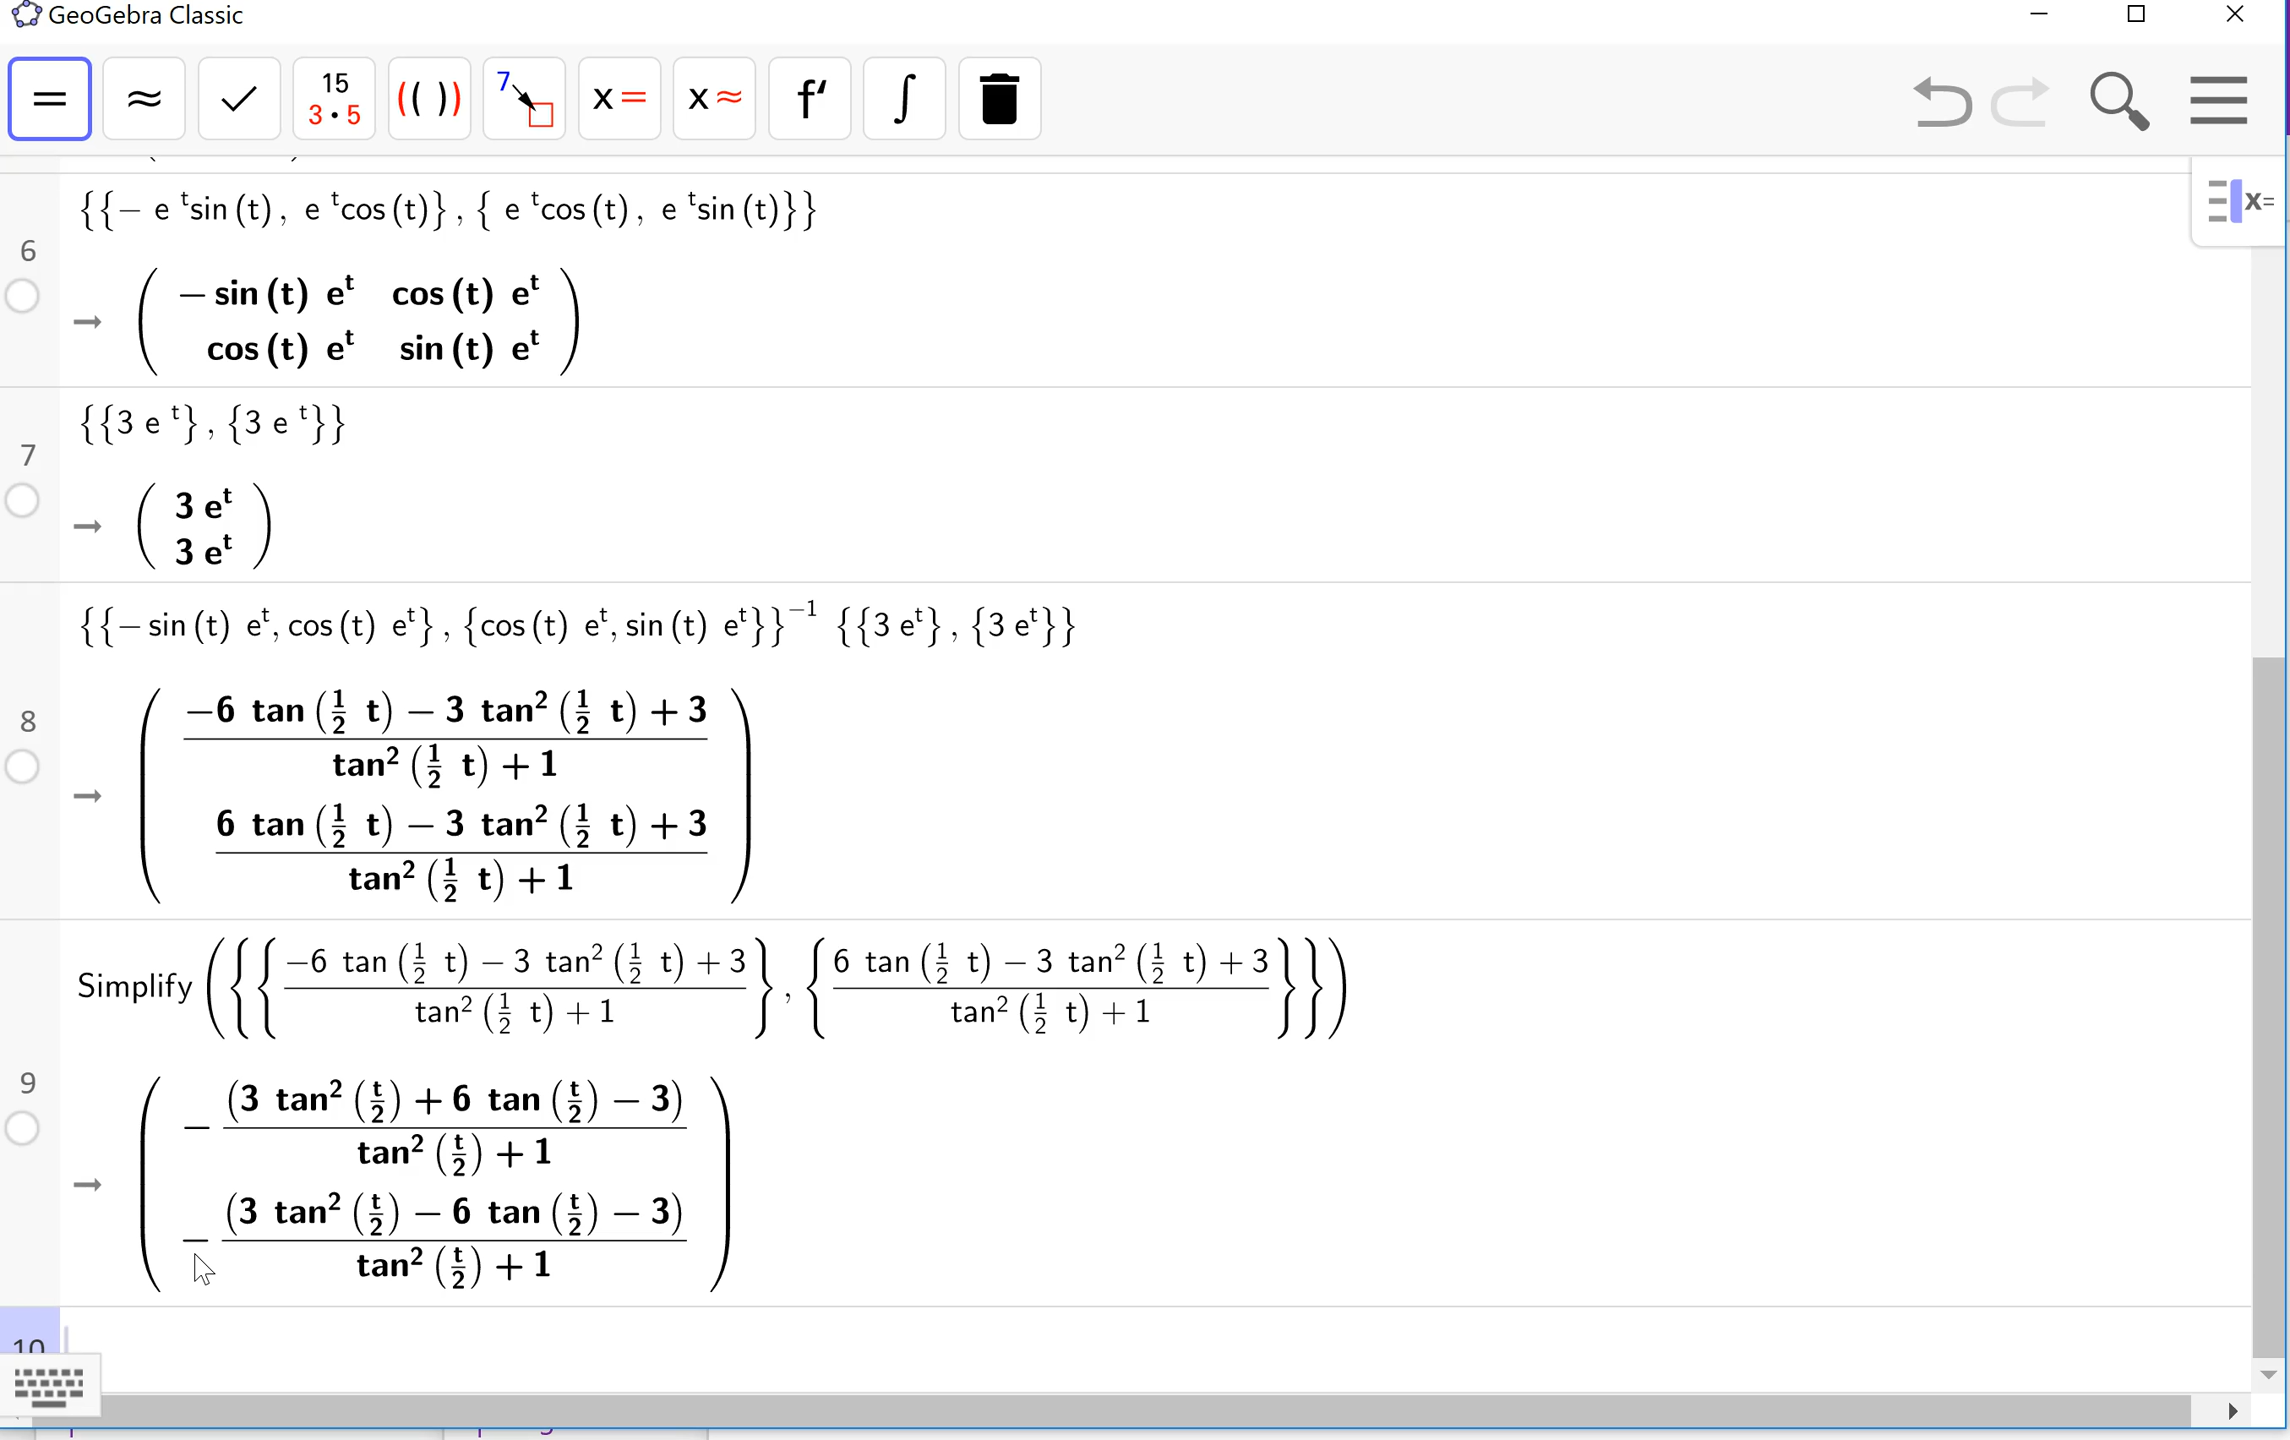 GeoGebra Classic
= ≈ ✓ 15 3·5 (( )) 7 x= x≈ f′ ∫
x=
6
{{− e ᵗsin (t), e ᵗcos (t)}, { e ᵗcos (t), e ᵗsin (t)}}
→ ( − sin (t) eᵗ cos (t) eᵗ
cos (t) eᵗ sin (t) eᵗ )
7
{{3 e ᵗ}, {3 e ᵗ}}
→ ( 3 eᵗ
3 eᵗ )
8
{{− sin (t) eᵗ, cos (t) eᵗ}, {cos (t) eᵗ, sin (t) eᵗ}}⁻¹ {{3 eᵗ}, {3 eᵗ}}
→ ( −6 tan (1/2 t) − 3 tan² (1/2 t) + 3
tan² (1/2 t) + 1
6 tan (1/2 t) − 3 tan² (1/2 t) + 3
tan² (1/2 t) + 1 )
9
Simplify ({{ −6 tan (1/2 t) − 3 tan² (1/2 t) + 3 / tan² (1/2 t) + 1 }, { 6 tan (1/2 t) − 3 tan² (1/2 t) + 3 / tan² (1/2 t) + 1 }})
→ ( − (3 tan² (t/2) + 6 tan (t/2) − 3)
tan² (t/2) + 1
− (3 tan² (t/2) − 6 tan (t/2) − 3)
tan² (t/2) + 1 )
10